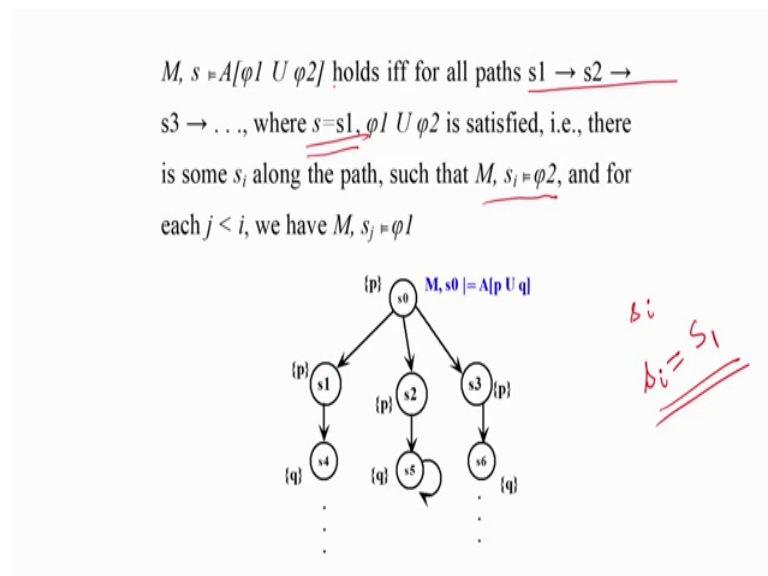 M, s ⊨ A[φ1 U φ2] holds iff for all paths s1 → s2 →
s3 → . . ., where s=s1, φ1 U φ2 is satisfied, i.e., there
is some si along the path, such that M, si ⊨ φ2, and for
each j < i, we have M, sj ⊨ φ1
{p} s0 M, s0 |= A[p U q]
si
si = S1
{p} s1 {p} s2 s3 {p}
{q} s4 {q} s5 s6 {q}